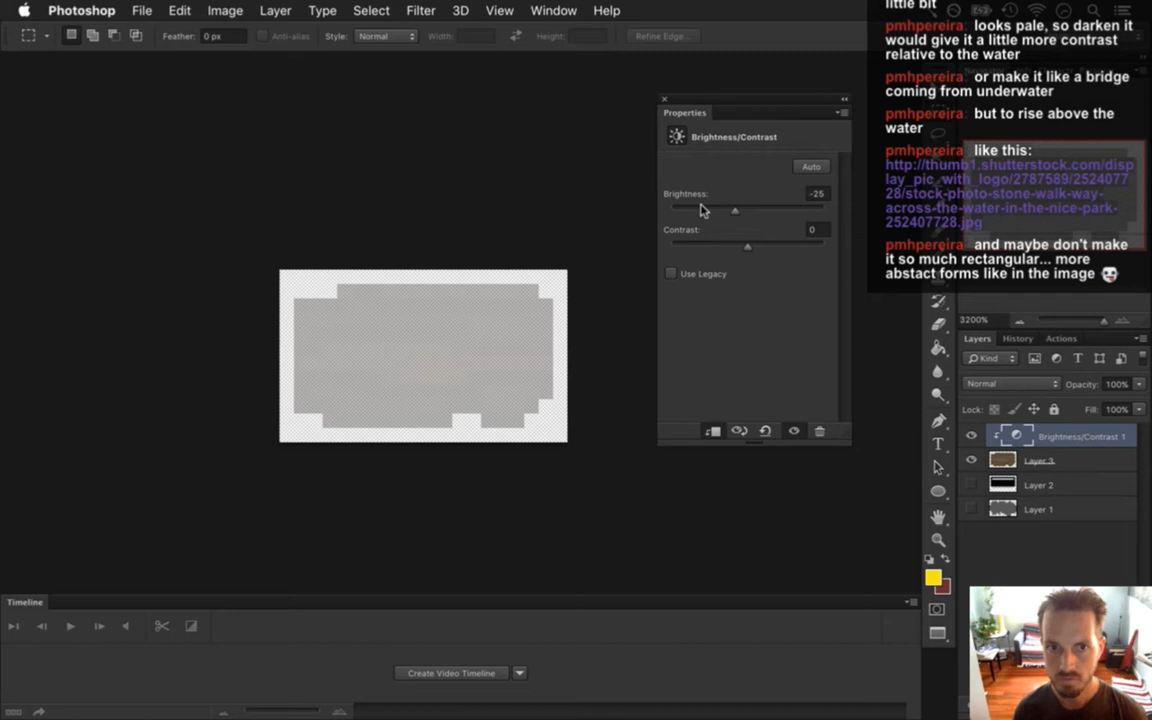 Photoshop File Edit Image Layer Type Select Filter 3D View Window Help
Feather: 0 px Anti-alias Style: Normal Width: Height: Refine Edge...
little bit
pmhpereira: looks pale, so darken it
would give it a little more contrast
relative to the water
pmhpereira: or make it like a bridge
coming from underwater
pmhpereira: but to rise above the
water
pmhpereira: like this:
http://thumb1.shutterstock.com/disp
lay_pic_with_logo/2787589/2524077
28/stock-photo-stone-walk-way-
across-the-water-in-the-nice-park-
252407728.jpg
pmhpereira: and maybe don't make
it so much rectangular... more
abstact forms like in the image
Properties
Brightness/Contrast
Auto
Brightness: -25
Contrast: 0
Use Legacy
3200%
Layers History Actions
Kind
Normal Opacity: 100%
Lock: Fill: 100%
Brightness/Contrast 1
Layer 3
Layer 2
Layer 1
Timeline
Create Video Timeline